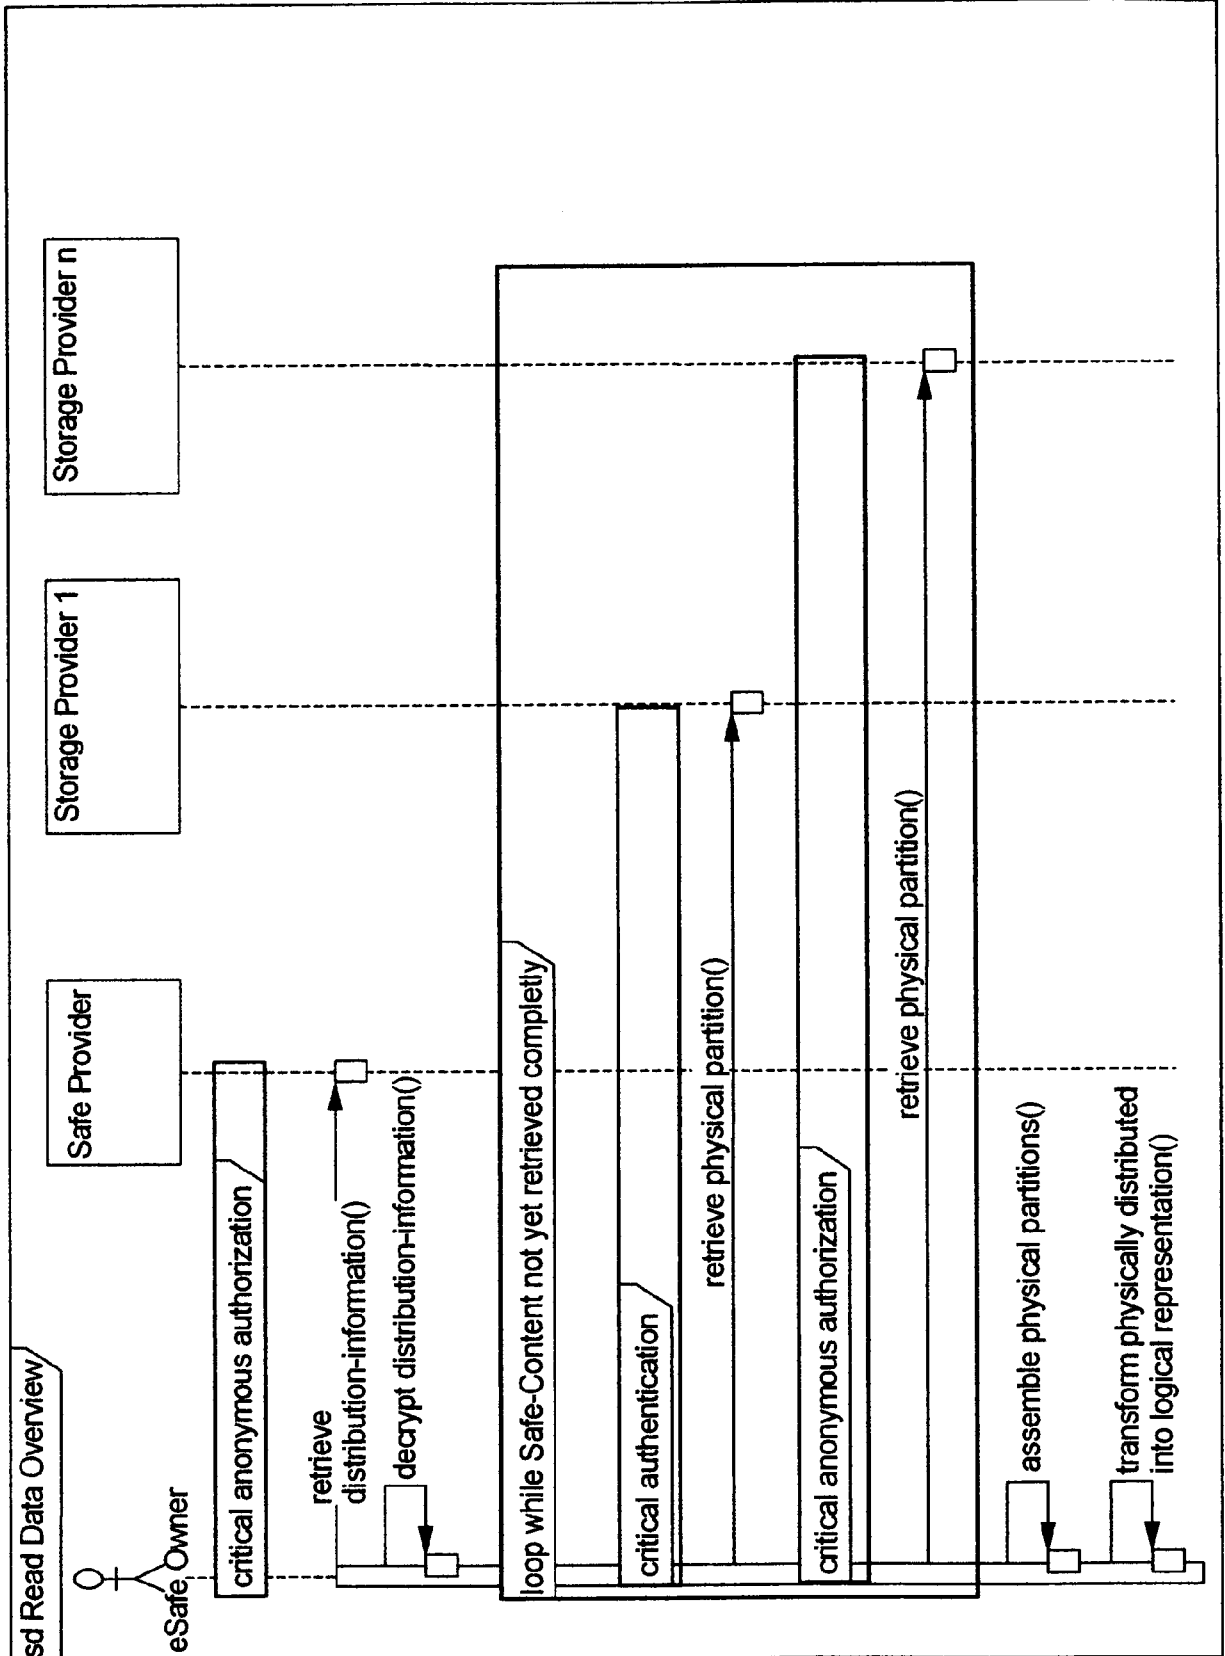 sd Read Data Overview
eSafe Owner
Safe Provider
Storage Provider 1
Storage Provider n
critical anonymous authorization
retrieve
distribution-information()
decrypt distribution-information()
loop while Safe-Content not yet retrieved completly
critical authentication
retrieve physical partition()
critical anonymous authorization
retrieve physical partition()
assemble physical partitions()
transform physically distributed
into logical representation()